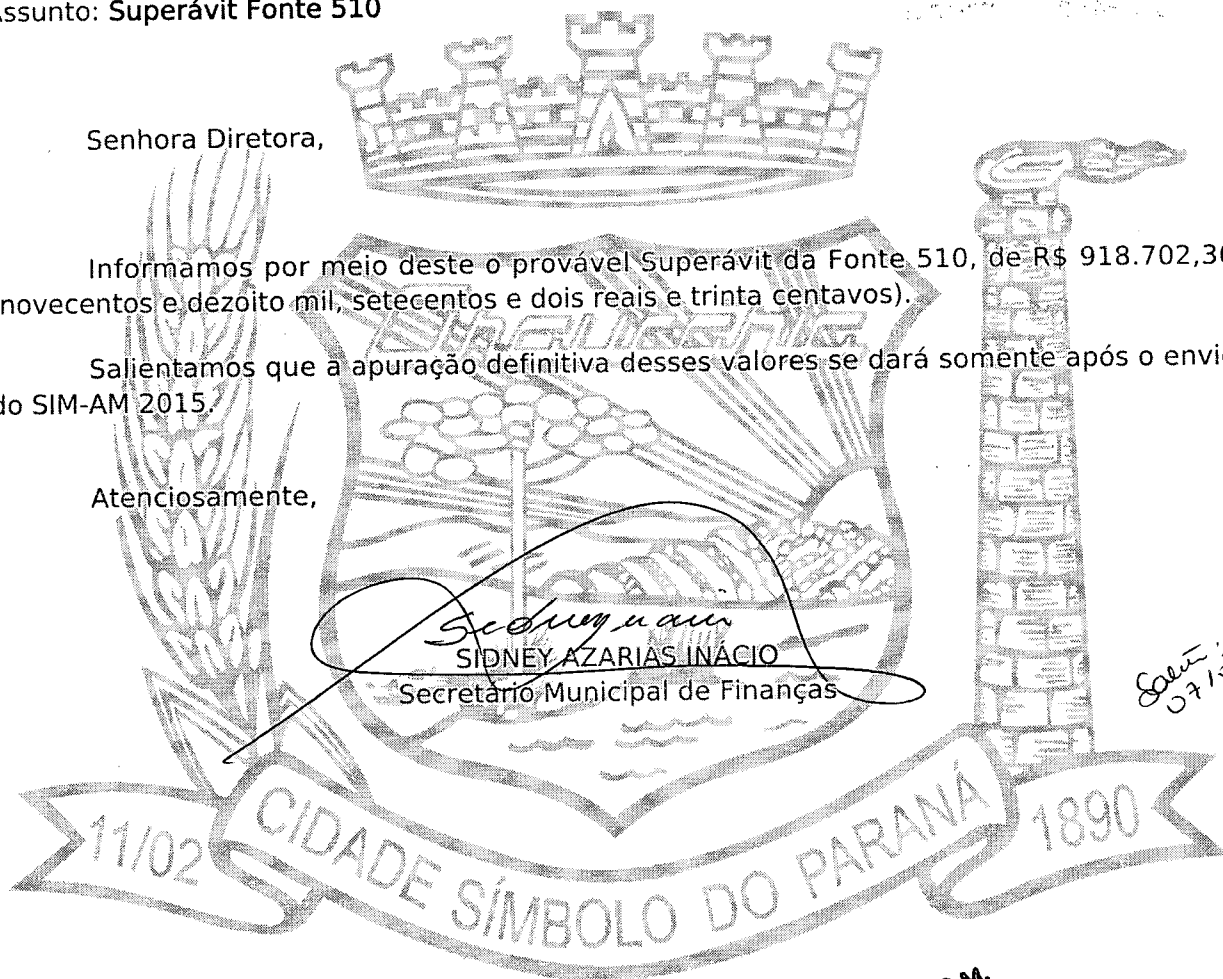 Assunto: Superávit Fonte 510
Senhora Diretora,
Informamos por meio deste o provável Superávit da Fonte 510, de R$ 918.702,30
novecentos e dezoito mil, setecentos e dois reais e trinta centavos).
Salientamos que a apuração definitiva desses valores se dará somente após o envio
do SIM-AM 2015.
Atenciosamente,
SIDNEY AZARIAS INÁCIO
Secretário Municipal de Finanças
11/02
CIDADE SÍMBOLO DO PARANÁ
1890